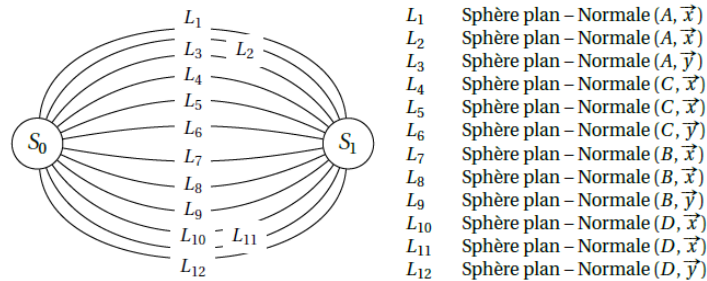 L₁
L₂
L₃
L₄
L₅
L₆
L₇
L₈
L₉
L₁₀
L₁₁
L₁₂
S₀
S₁
L₁ Sphère plan – Normale (A, x⃗)
L₂ Sphère plan – Normale (A, x⃗)
L₃ Sphère plan – Normale (A, y⃗)
L₄ Sphère plan – Normale (C, x⃗)
L₅ Sphère plan – Normale (C, x⃗)
L₆ Sphère plan – Normale (C, y⃗)
L₇ Sphère plan – Normale (B, x⃗)
L₈ Sphère plan – Normale (B, x⃗)
L₉ Sphère plan – Normale (B, y⃗)
L₁₀ Sphère plan – Normale (D, x⃗)
L₁₁ Sphère plan – Normale (D, x⃗)
L₁₂ Sphère plan – Normale (D, y⃗)